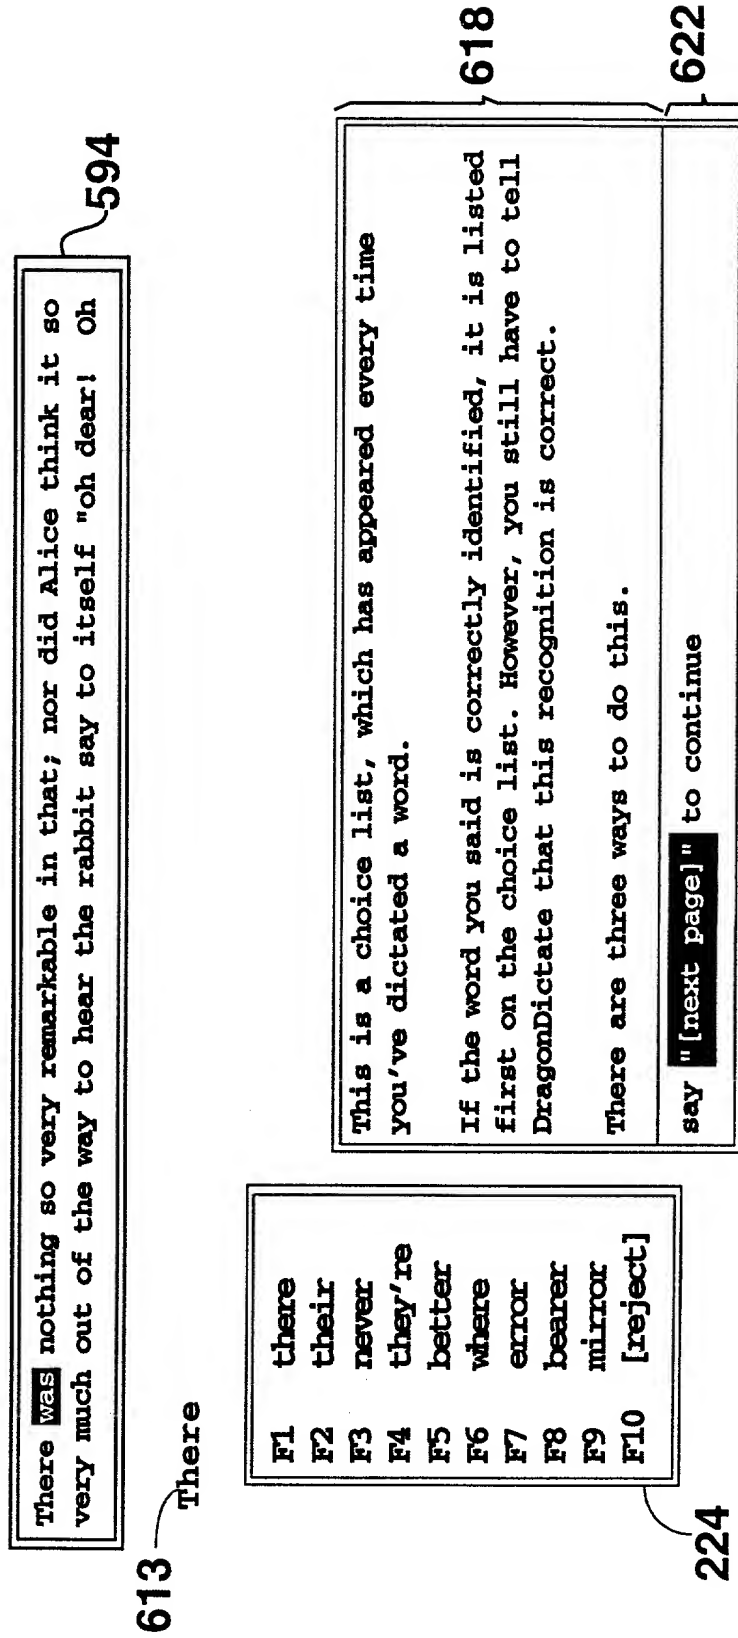 There was nothing so very remarkable in that; nor did Alice think it so
very much out of the way to hear the rabbit say to itself "oh dear! Oh
594
613
There
F1 there
F2 their
F3 never
F4 they're
F5 better
F6 where
F7 error
F8 bearer
F9 mirror
F10 [reject]
224
This is a choice list, which has appeared every time
you've dictated a word.
If the word you said is correctly identified, it is listed
first on the choice list. However, you still have to tell
DragonDictate that this recognition is correct.
There are three ways to do this.
618
say "[next page]" to continue
622